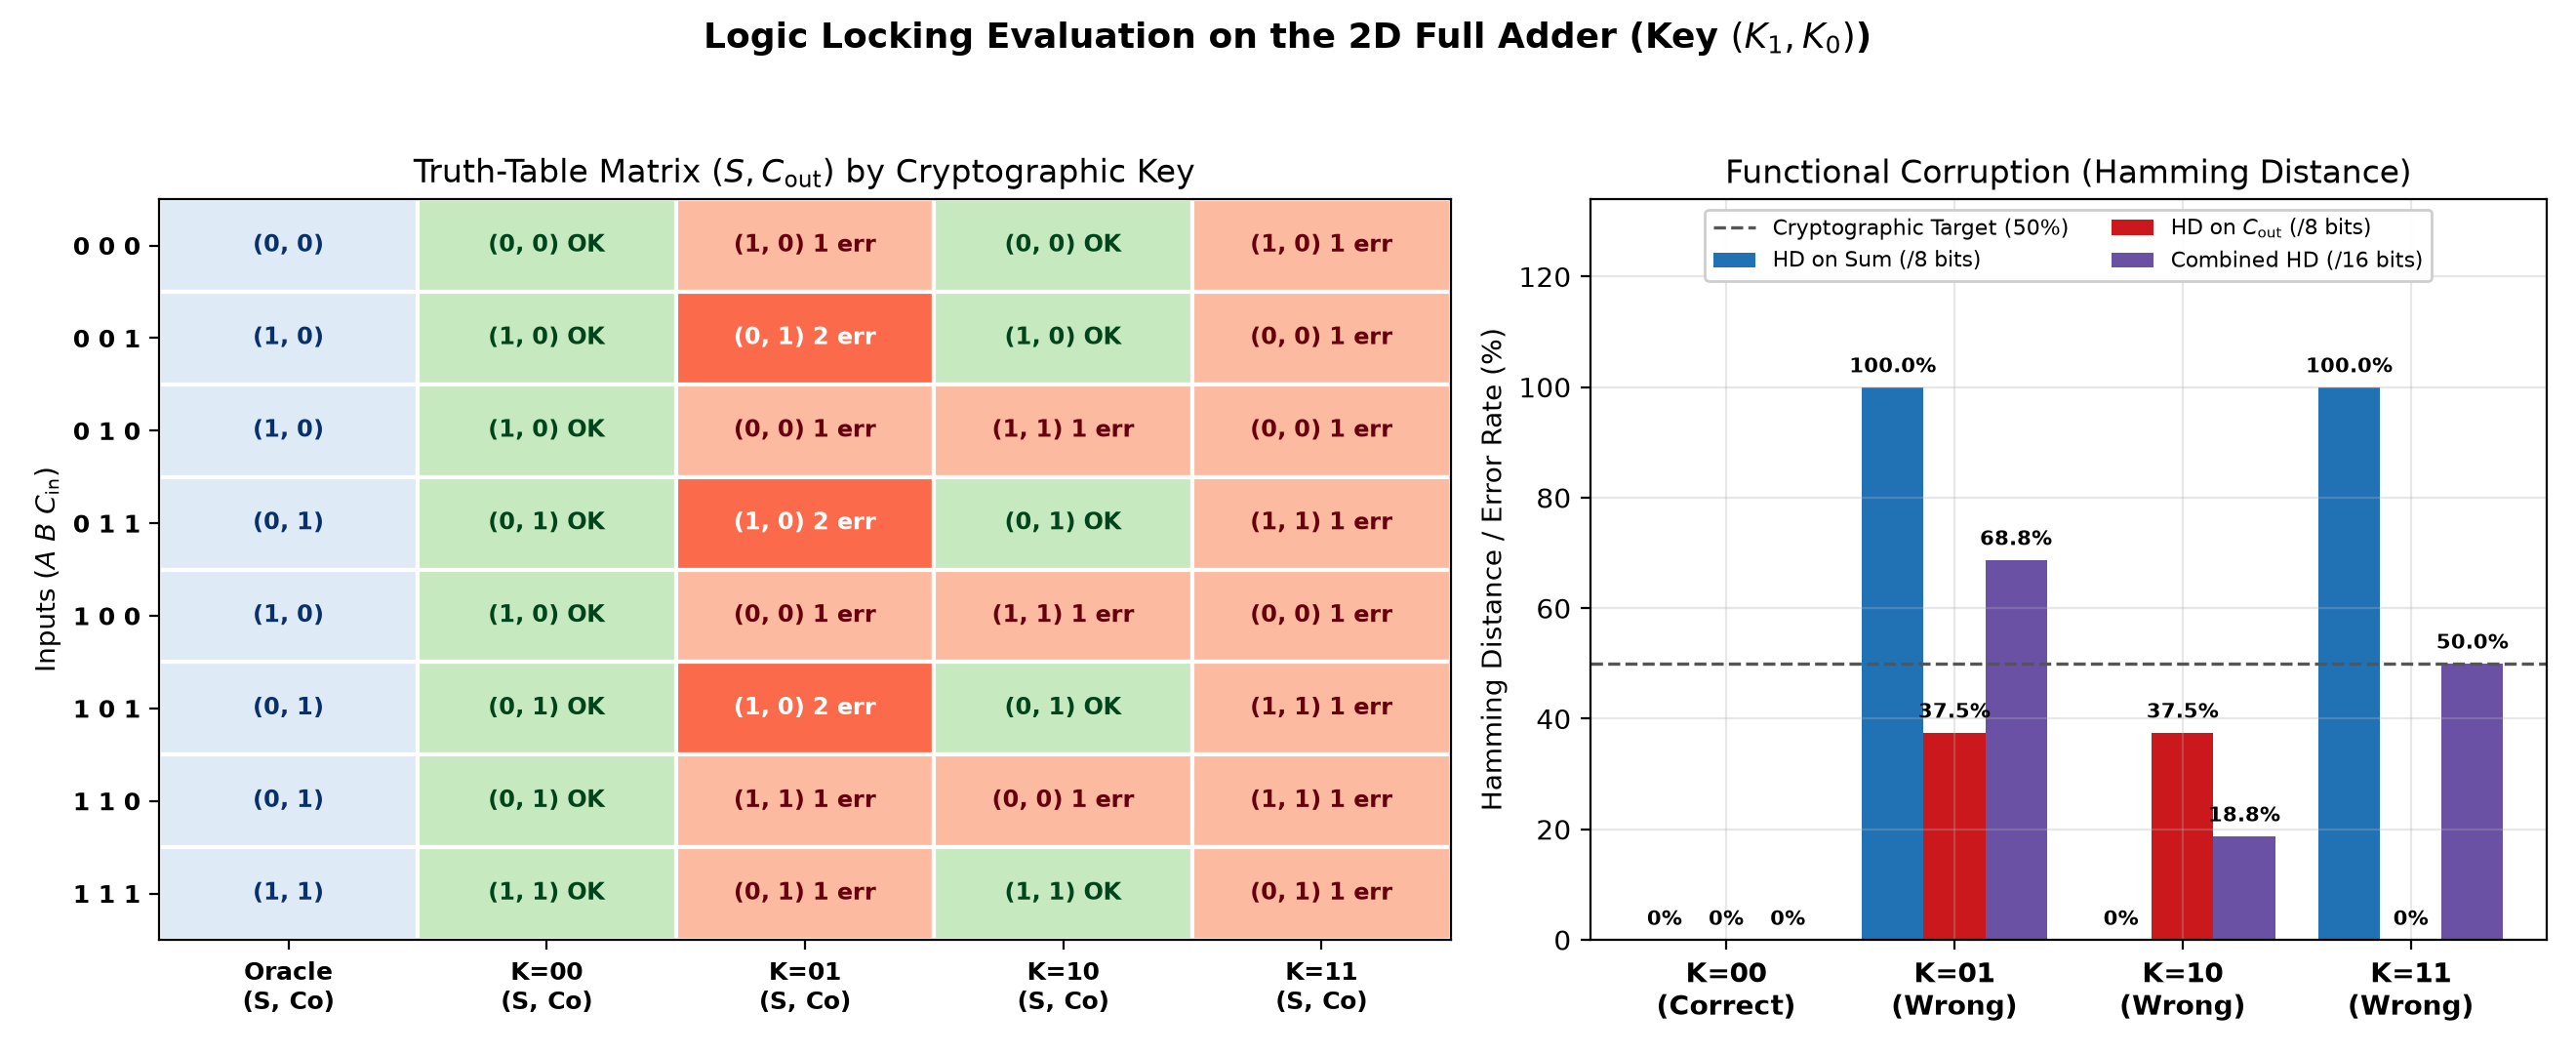 Logic Locking Evaluation on the 2D Full Adder (Key (K₁, K₀))
Truth-Table Matrix (S, Cout) by Cryptographic Key
Inputs (A B Cin)
0 0 0 (0, 0) (0, 0) OK (1, 0) 1 err (0, 0) OK (1, 0) 1 err
0 0 1 (1, 0) (1, 0) OK (0, 1) 2 err (1, 0) OK (0, 0) 1 err
0 1 0 (1, 0) (1, 0) OK (0, 0) 1 err (1, 1) 1 err (0, 0) 1 err
0 1 1 (0, 1) (0, 1) OK (1, 0) 2 err (0, 1) OK (1, 1) 1 err
1 0 0 (1, 0) (1, 0) OK (0, 0) 1 err (1, 1) 1 err (0, 0) 1 err
1 0 1 (0, 1) (0, 1) OK (1, 0) 2 err (0, 1) OK (1, 1) 1 err
1 1 0 (0, 1) (0, 1) OK (1, 1) 1 err (0, 0) 1 err (1, 1) 1 err
1 1 1 (1, 1) (1, 1) OK (0, 1) 1 err (1, 1) OK (0, 1) 1 err
Oracle K=00 K=01 K=10 K=11
(S, Co) (S, Co) (S, Co) (S, Co) (S, Co)
Functional Corruption (Hamming Distance)
Cryptographic Target (50%) HD on Cout (/8 bits)
HD on Sum (/8 bits) Combined HD (/16 bits)
Hamming Distance / Error Rate (%)
120
100
80
60
40
20
0
0% 0% 0%
100.0% 37.5% 68.8%
0% 37.5% 18.8%
100.0% 0% 50.0%
K=00 K=01 K=10 K=11
(Correct) (Wrong) (Wrong) (Wrong)